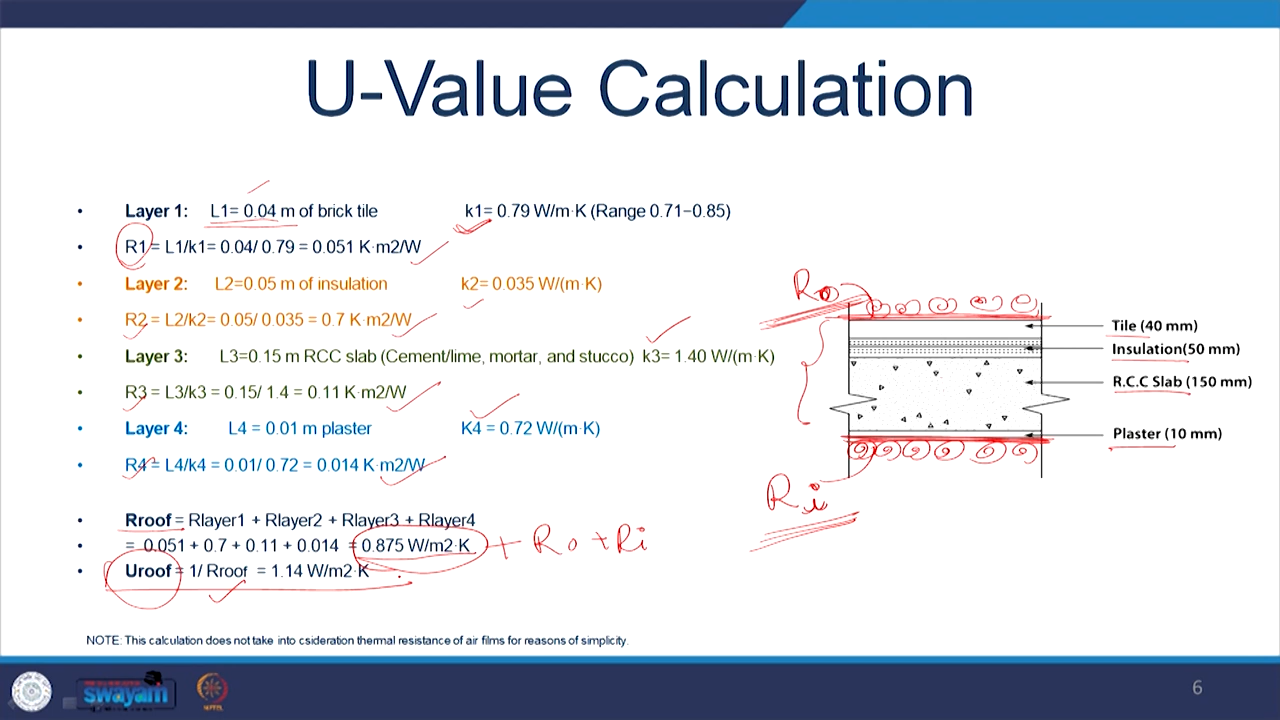 U-Value Calculation
• Layer 1: L1= 0.04 m of brick tile k1= 0.79 W/m·K (Range 0.71–0.85)
• R1 = L1/k1= 0.04/ 0.79 = 0.051 K·m2/W
• Layer 2: L2=0.05 m of insulation k2= 0.035 W/(m·K)
• R2 = L2/k2= 0.05/ 0.035 = 0.7 K·m2/W
• Layer 3: L3=0.15 m RCC slab (Cement/lime, mortar, and stucco) k3= 1.40 W/(m·K)
• R3 = L3/k3 = 0.15/ 1.4 = 0.11 K·m2/W
• Layer 4: L4 = 0.01 m plaster K4 = 0.72 W/(m·K)
• R4 = L4/k4 = 0.01/ 0.72 = 0.014 K·m2/W
• Rroof = Rlayer1 + Rlayer2 + Rlayer3 + Rlayer4
• = 0.051 + 0.7 + 0.11 + 0.014 = 0.875 W/m2·K + Ro + Ri
• Uroof = 1/ Rroof = 1.14 W/m2·K
Ro
Tile (40 mm)
Insulation(50 mm)
R.C.C Slab (150 mm)
Plaster (10 mm)
Ri
NOTE: This calculation does not take into csideration thermal resistance of air films for reasons of simplicity.
swayam
6